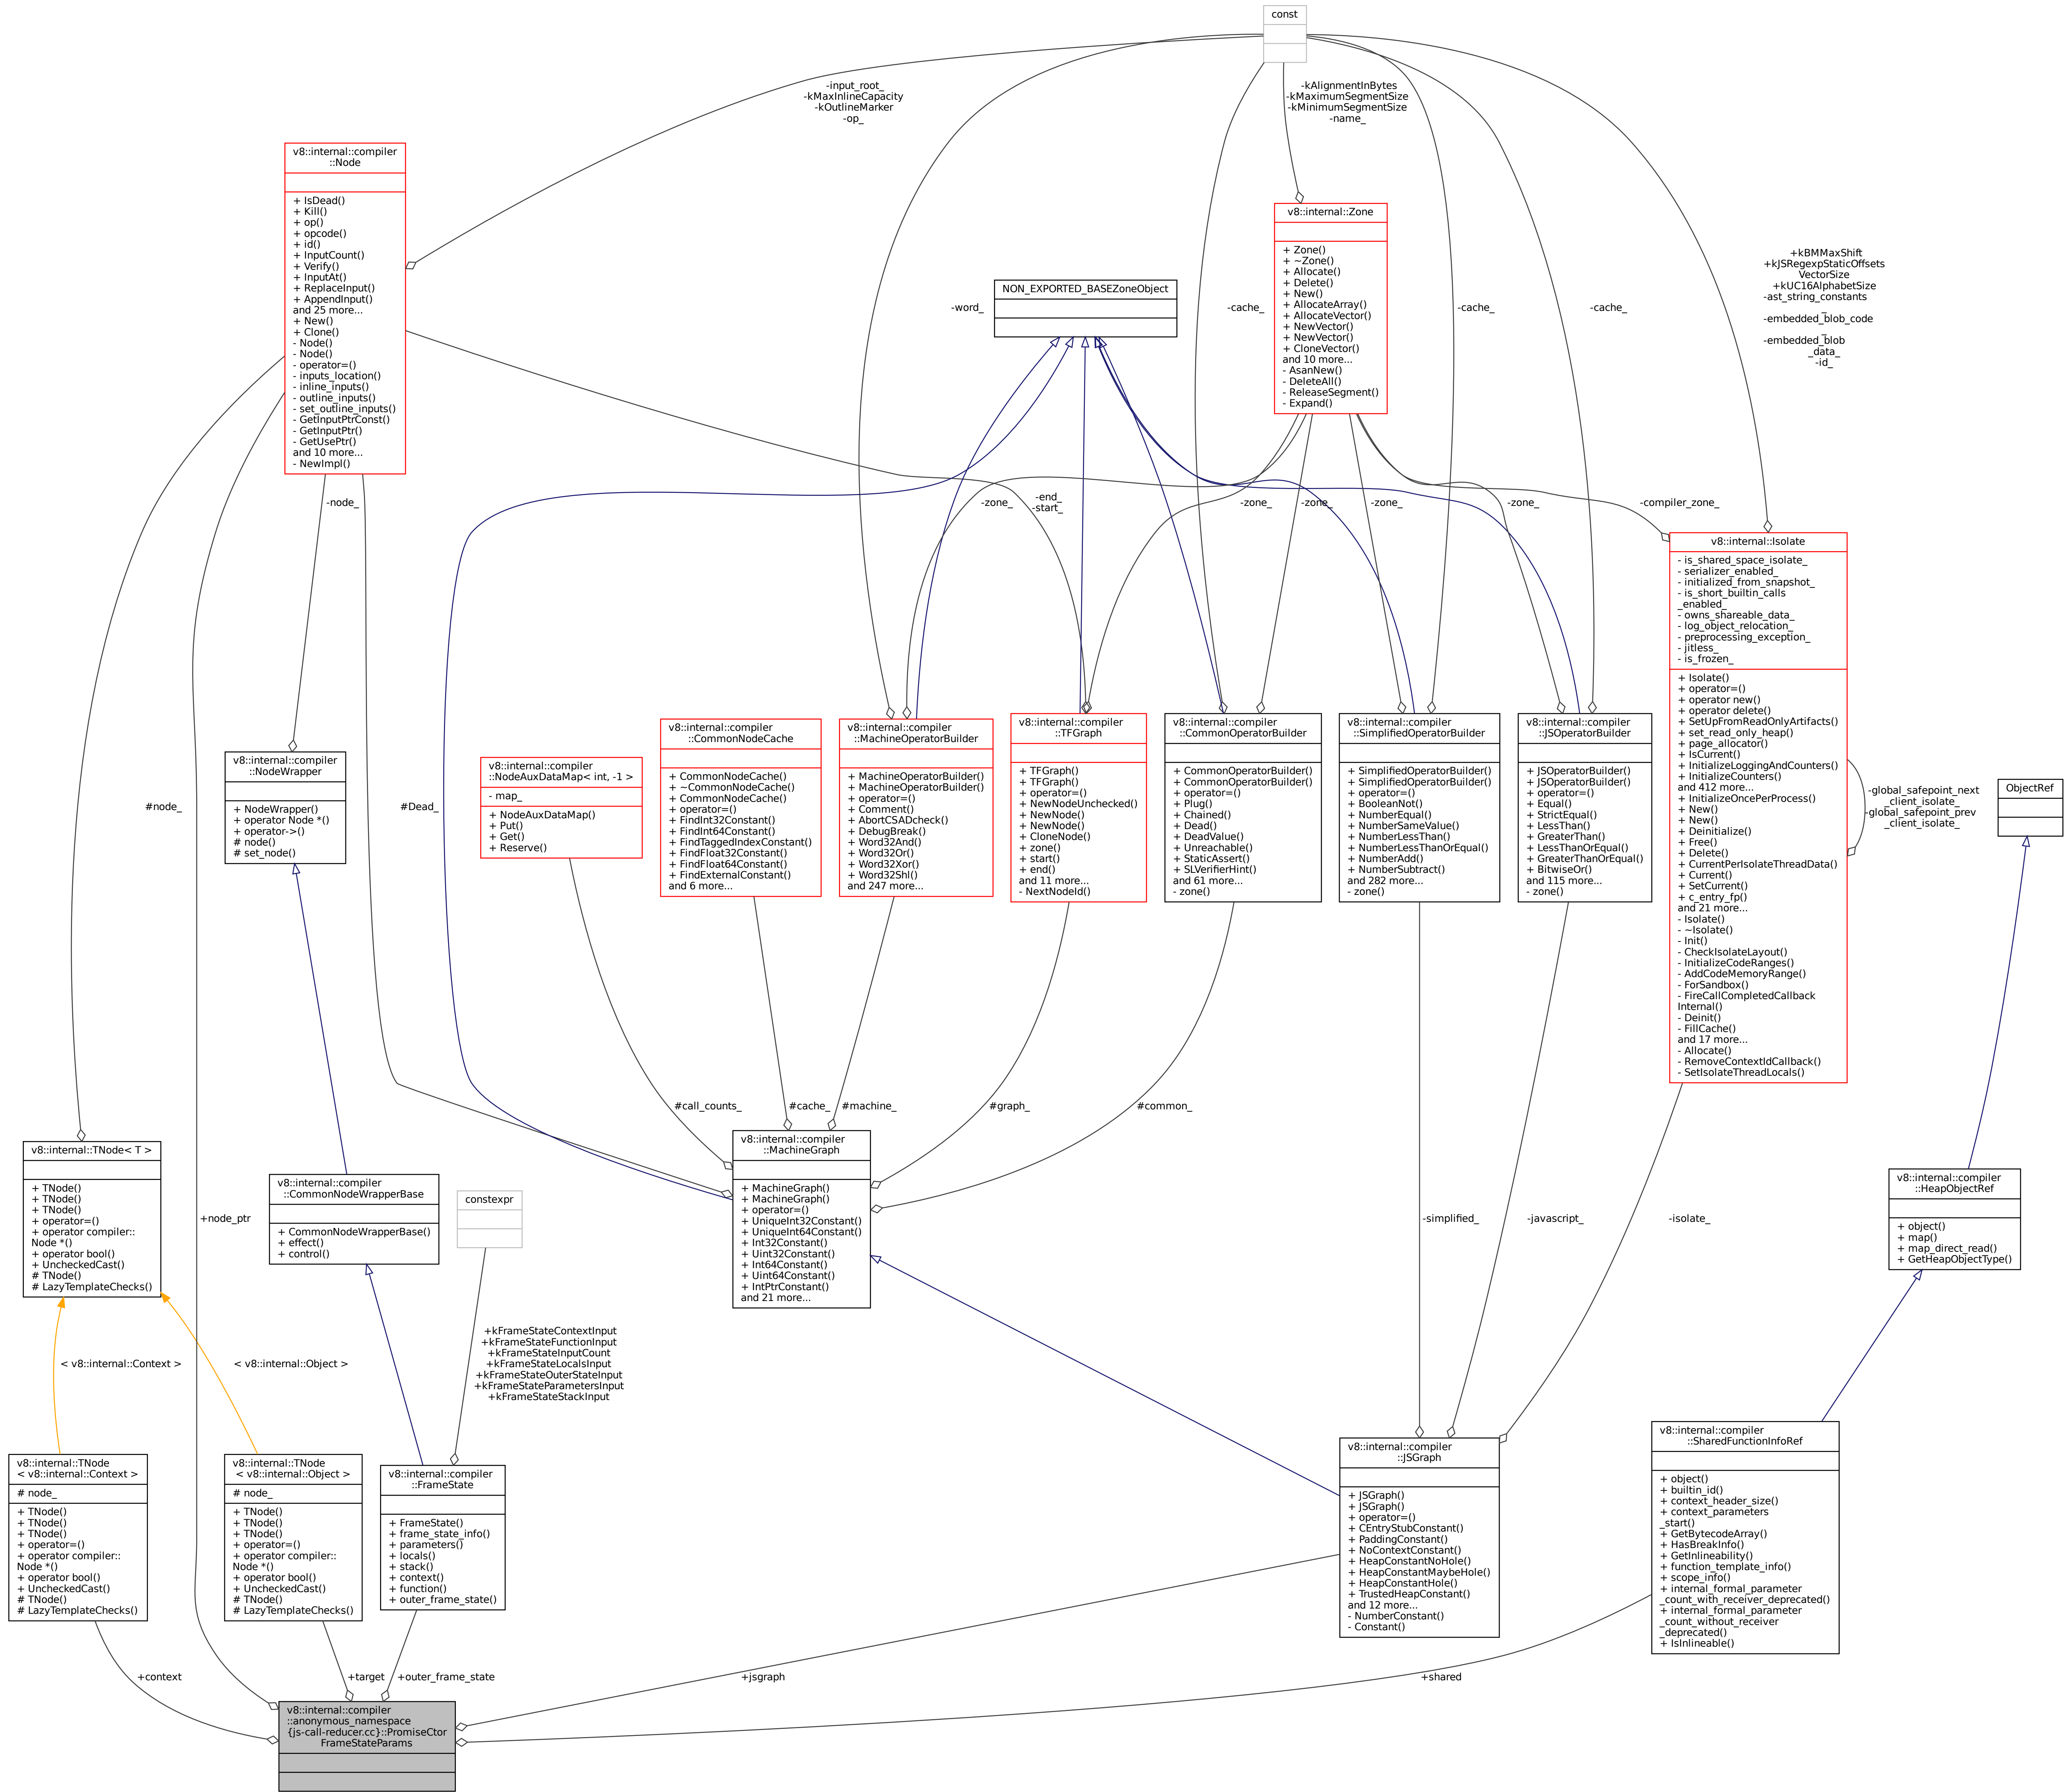 const
-input_root_
-kMaxInlineCapacity
-kOutlineMarker
-op_
-kAlignmentInBytes
-kMaximumSegmentSize
-kMinimumSegmentSize
-name_
v8::internal::compiler
::Node
+ IsDead()
+ Kill()
+ op()
+ opcode()
+ id()
+ InputCount()
+ Verify()
+ InputAt()
+ ReplaceInput()
+ AppendInput()
and 25 more...
+ New()
+ Clone()
- Node()
- Node()
- operator=()
- inputs_location()
- inline_inputs()
- outline_inputs()
- set_outline_inputs()
- GetInputPtrConst()
- GetInputPtr()
- GetUsePtr()
and 10 more...
- NewImpl()
v8::internal::Zone
+ Zone()
+ ~Zone()
+ Allocate()
+ Delete()
+ New()
+ AllocateArray()
+ AllocateVector()
+ NewVector()
+ NewVector()
+ CloneVector()
and 10 more...
- AsanNew()
- DeleteAll()
- ReleaseSegment()
- Expand()
+kBMMaxShift
+kJSRegexpStaticOffsets
VectorSize
+kUC16AlphabetSize
-ast_string_constants
_
-embedded_blob_code
_
-embedded_blob
_data_
-id_
NON_EXPORTED_BASEZoneObject
-word_
-cache_
-cache_
-cache_
-node_
-zone_
-end_
-start_
-zone_
-zone_
-zone_
-zone_
-compiler_zone_
v8::internal::Isolate
- is_shared_space_isolate_
- serializer_enabled_
- initialized_from_snapshot_
- is_short_builtin_calls
_enabled_
- owns_shareable_data_
- log_object_relocation_
- preprocessing_exception_
- jitless_
- is_frozen_
+ Isolate()
+ operator=()
+ operator new()
+ operator delete()
+ SetUpFromReadOnlyArtifacts()
+ set_read_only_heap()
+ page_allocator()
+ IsCurrent()
+ InitializeLoggingAndCounters()
+ InitializeCounters()
and 412 more...
+ InitializeOncePerProcess()
+ New()
+ New()
+ Deinitialize()
+ Free()
+ Delete()
+ CurrentPerIsolateThreadData()
+ Current()
+ SetCurrent()
+ c_entry_fp()
and 21 more...
- Isolate()
- ~Isolate()
- Init()
- CheckIsolateLayout()
- InitializeCodeRanges()
- AddCodeMemoryRange()
- ForSandbox()
- FireCallCompletedCallback
Internal()
- Deinit()
- FillCache()
and 17 more...
- Allocate()
- RemoveContextIdCallback()
- SetIsolateThreadLocals()
-global_safepoint_next
_client_isolate_
-global_safepoint_prev
_client_isolate_
ObjectRef
v8::internal::compiler
::NodeWrapper
+ NodeWrapper()
+ operator Node *()
+ operator->()
# node()
# set_node()
v8::internal::compiler
::NodeAuxDataMap< int, -1 >
- map_
+ NodeAuxDataMap()
+ Put()
+ Get()
+ Reserve()
v8::internal::compiler
::CommonNodeCache
+ CommonNodeCache()
+ ~CommonNodeCache()
+ CommonNodeCache()
+ operator=()
+ FindInt32Constant()
+ FindInt64Constant()
+ FindTaggedIndexConstant()
+ FindFloat32Constant()
+ FindFloat64Constant()
+ FindExternalConstant()
and 6 more...
v8::internal::compiler
::MachineOperatorBuilder
+ MachineOperatorBuilder()
+ MachineOperatorBuilder()
+ operator=()
+ Comment()
+ AbortCSADcheck()
+ DebugBreak()
+ Word32And()
+ Word32Or()
+ Word32Xor()
+ Word32Shl()
and 247 more...
v8::internal::compiler
::TFGraph
+ TFGraph()
+ TFGraph()
+ operator=()
+ NewNodeUnchecked()
+ NewNode()
+ NewNode()
+ CloneNode()
+ zone()
+ start()
+ end()
and 11 more...
- NextNodeId()
v8::internal::compiler
::CommonOperatorBuilder
+ CommonOperatorBuilder()
+ CommonOperatorBuilder()
+ operator=()
+ Plug()
+ Chained()
+ Dead()
+ DeadValue()
+ Unreachable()
+ StaticAssert()
+ SLVerifierHint()
and 61 more...
- zone()
v8::internal::compiler
::SimplifiedOperatorBuilder
+ SimplifiedOperatorBuilder()
+ SimplifiedOperatorBuilder()
+ operator=()
+ BooleanNot()
+ NumberEqual()
+ NumberSameValue()
+ NumberLessThan()
+ NumberLessThanOrEqual()
+ NumberAdd()
+ NumberSubtract()
and 282 more...
- zone()
v8::internal::compiler
::JSOperatorBuilder
+ JSOperatorBuilder()
+ JSOperatorBuilder()
+ operator=()
+ Equal()
+ StrictEqual()
+ LessThan()
+ GreaterThan()
+ LessThanOrEqual()
+ GreaterThanOrEqual()
+ BitwiseOr()
and 115 more...
- zone()
#node_
#Dead_
#call_counts_
#cache_
#machine_
#graph_
#common_
v8::internal::TNode< T >
+ TNode()
+ TNode()
+ TNode()
+ operator=()
+ operator compiler::
Node *()
+ operator bool()
+ UncheckedCast()
# TNode()
# LazyTemplateChecks()
+node_ptr
v8::internal::compiler
::CommonNodeWrapperBase
+ CommonNodeWrapperBase()
+ effect()
+ control()
constexpr
v8::internal::compiler
::MachineGraph
+ MachineGraph()
+ MachineGraph()
+ operator=()
+ UniqueInt32Constant()
+ UniqueInt64Constant()
+ Int32Constant()
+ Uint32Constant()
+ Int64Constant()
+ Uint64Constant()
+ IntPtrConstant()
and 21 more...
-simplified_
-javascript_
-isolate_
v8::internal::compiler
::HeapObjectRef
+ object()
+ map()
+ map_direct_read()
+ GetHeapObjectType()
< v8::internal::Context >
< v8::internal::Object >
+kFrameStateContextInput
+kFrameStateFunctionInput
+kFrameStateInputCount
+kFrameStateLocalsInput
+kFrameStateOuterStateInput
+kFrameStateParametersInput
+kFrameStateStackInput
v8::internal::TNode
< v8::internal::Context >
# node_
+ TNode()
+ TNode()
+ TNode()
+ operator=()
+ operator compiler::
Node *()
+ operator bool()
+ UncheckedCast()
# TNode()
# LazyTemplateChecks()
v8::internal::TNode
< v8::internal::Object >
# node_
+ TNode()
+ TNode()
+ TNode()
+ operator=()
+ operator compiler::
Node *()
+ operator bool()
+ UncheckedCast()
# TNode()
# LazyTemplateChecks()
v8::internal::compiler
::FrameState
+ FrameState()
+ frame_state_info()
+ parameters()
+ locals()
+ stack()
+ context()
+ function()
+ outer_frame_state()
v8::internal::compiler
::JSGraph
+ JSGraph()
+ JSGraph()
+ operator=()
+ CEntryStubConstant()
+ PaddingConstant()
+ NoContextConstant()
+ HeapConstantNoHole()
+ HeapConstantMaybeHole()
+ HeapConstantHole()
+ TrustedHeapConstant()
and 12 more...
- NumberConstant()
- Constant()
v8::internal::compiler
::SharedFunctionInfoRef
+ object()
+ builtin_id()
+ context_header_size()
+ context_parameters
_start()
+ GetBytecodeArray()
+ HasBreakInfo()
+ GetInlineability()
+ function_template_info()
+ scope_info()
+ internal_formal_parameter
_count_with_receiver_deprecated()
+ internal_formal_parameter
_count_without_receiver
_deprecated()
+ IsInlineable()
+context
+target
+outer_frame_state
+jsgraph
+shared
v8::internal::compiler
::anonymous_namespace
{js-call-reducer.cc}::PromiseCtor
FrameStateParams